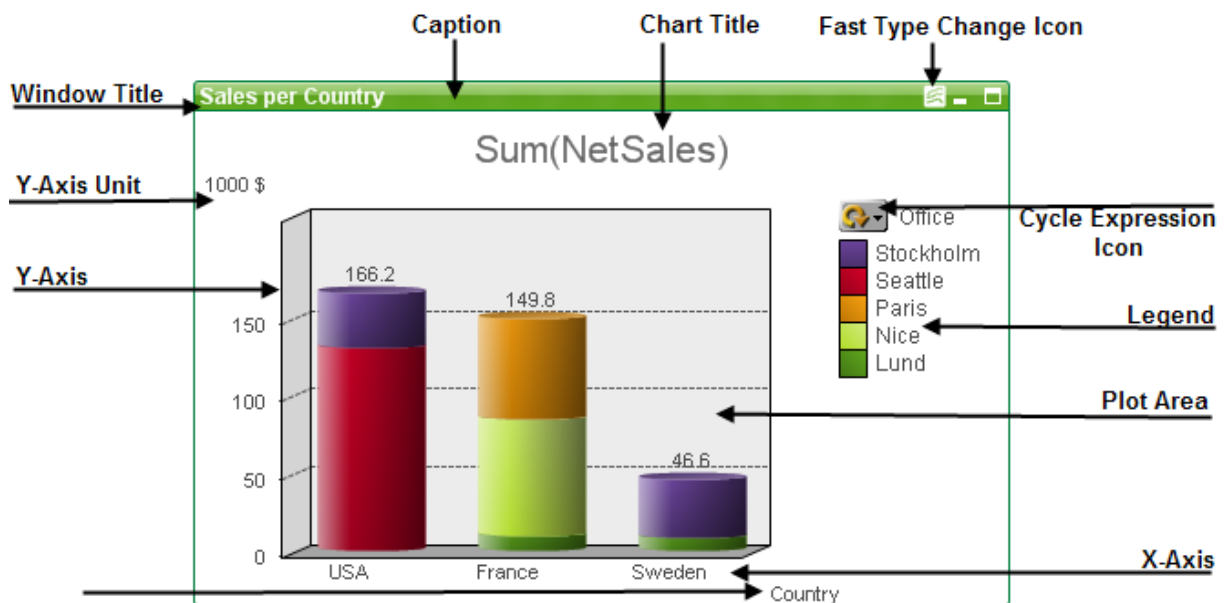 Caption
Chart Title
Fast Type Change Icon
Window Title
Sales per Country
Sum(NetSales)
Y-Axis Unit
1000 $
Office
Cycle Expression
Icon
Stockholm
Seattle
Paris
Nice
Lund
Legend
Y-Axis
166.2
149.8
46.6
150
100
50
0
Plot Area
USA
France
Sweden
X-Axis
Country